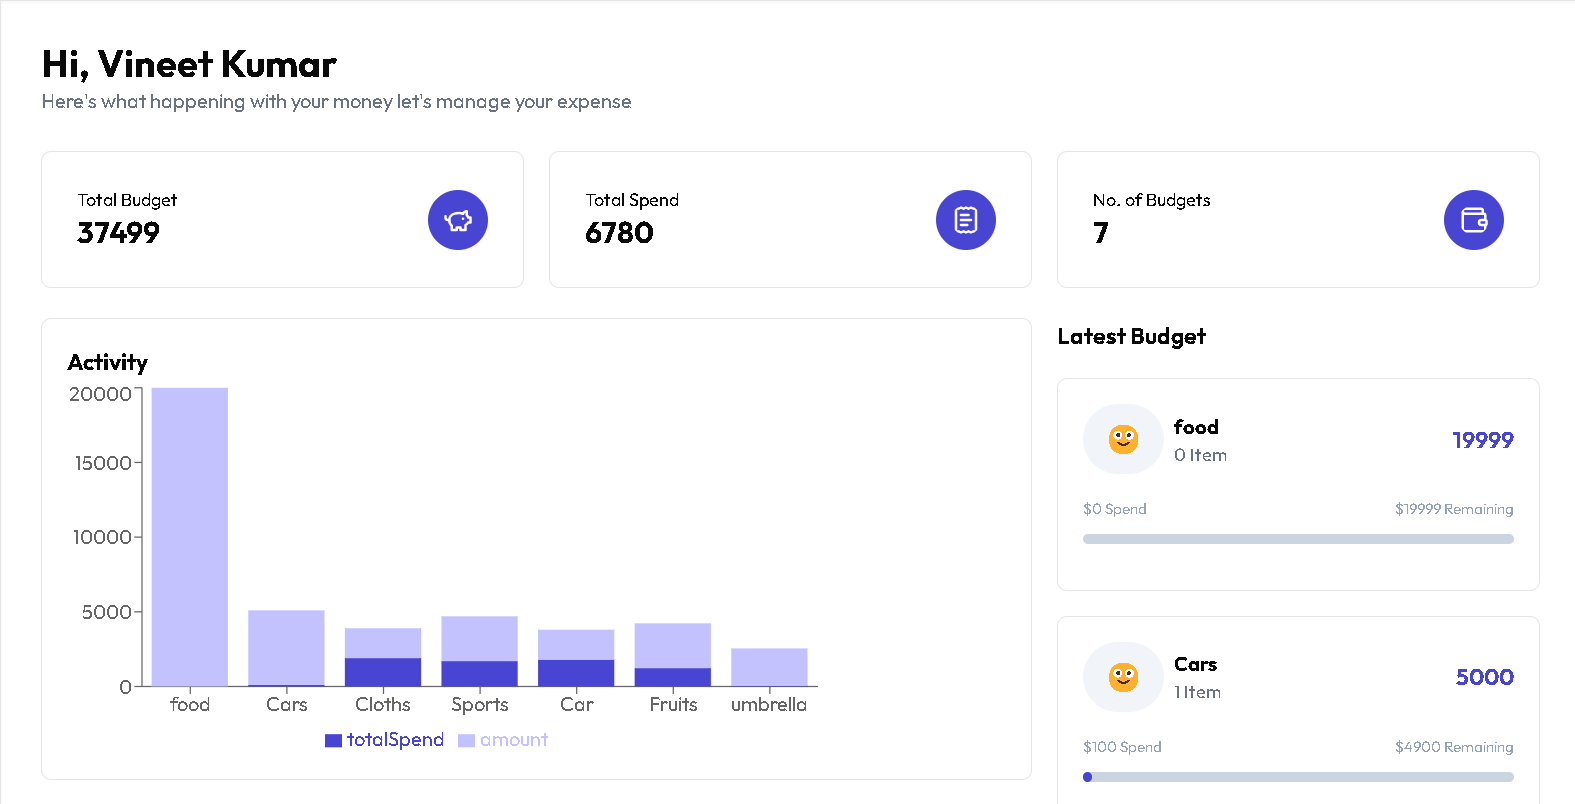 Hi, Vineet Kumar
Here's what happening with your money let's manage your expense
Total Budget
37499
Total Spend
6780
No. of Budgets
7
Activity
20000
15000
10000
5000
0
food Cars Cloths Sports Car Fruits umbrella
totalSpend amount
Latest Budget
food
0 Item
19999
$0 Spend
$19999 Remaining
Cars
1 Item
5000
$100 Spend
$4900 Remaining